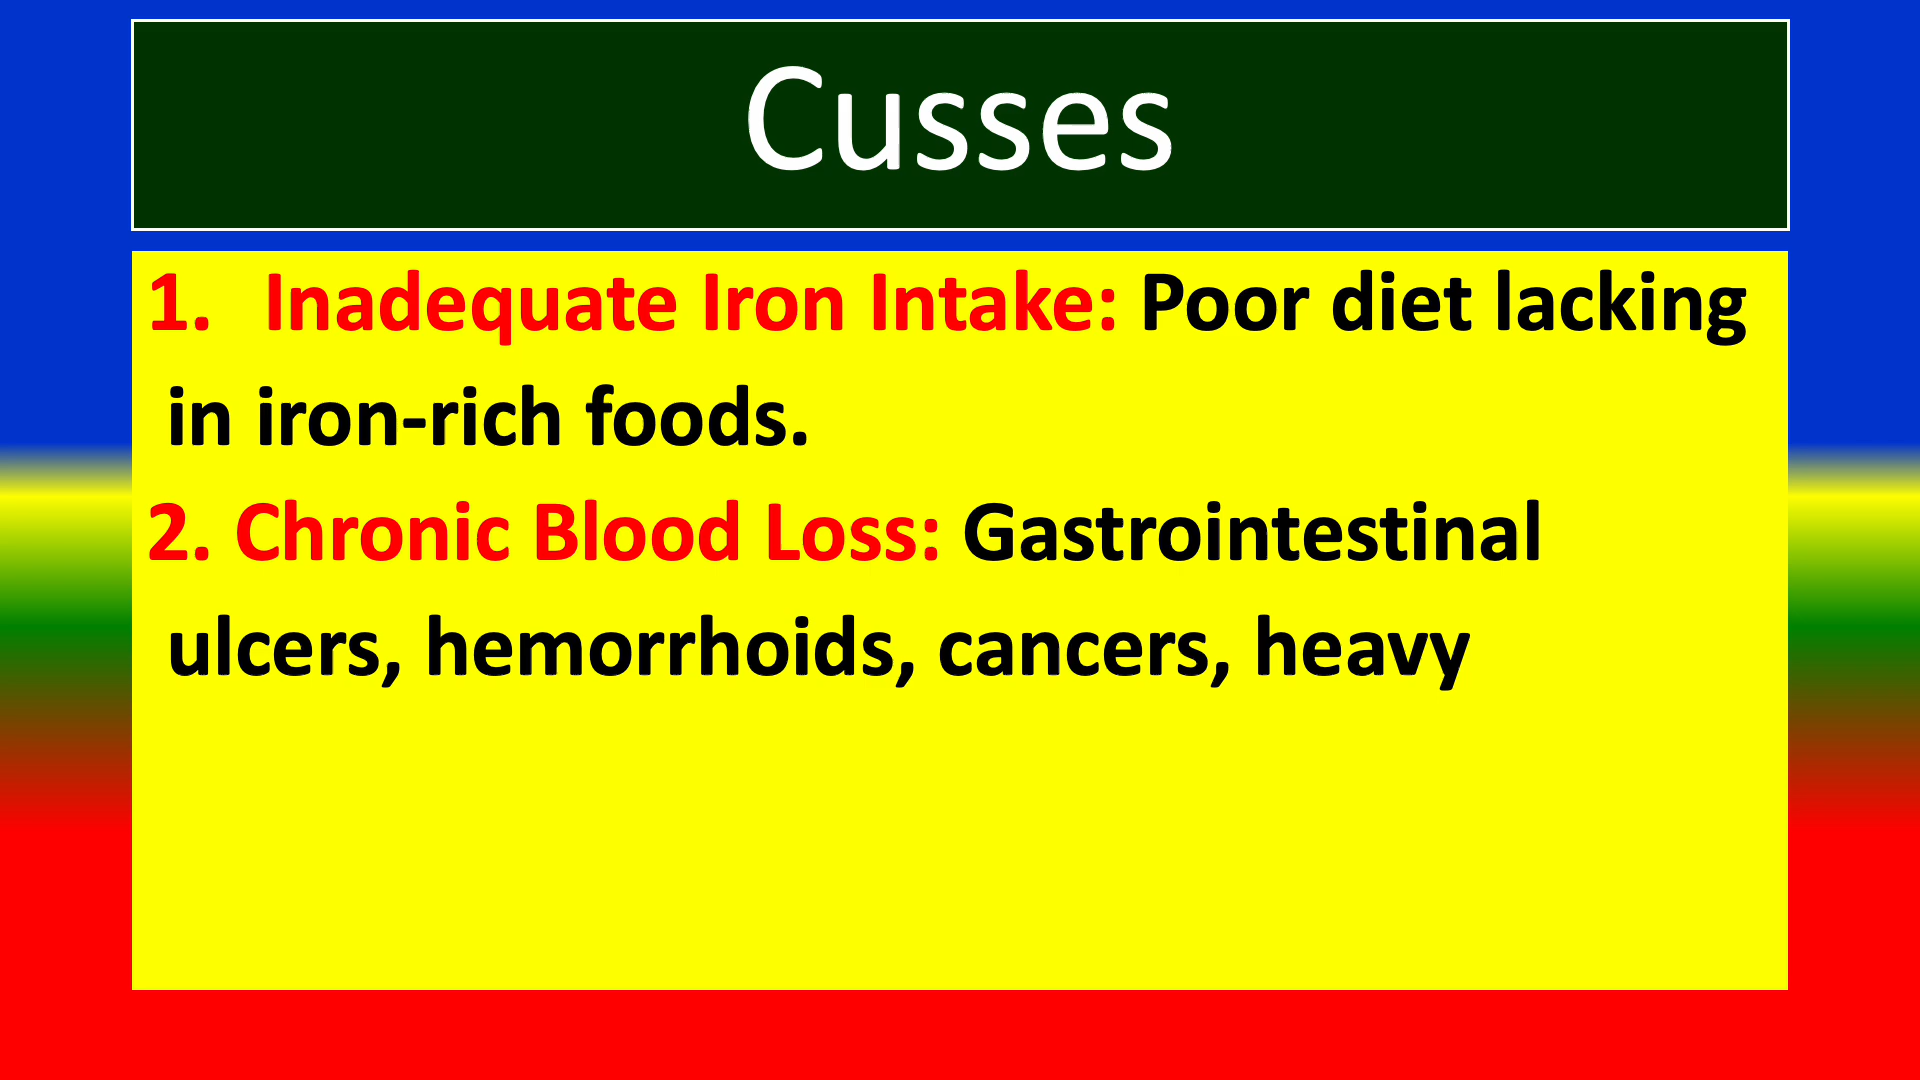 Cusses
1. Inadequate Iron Intake: Poor diet lacking
in iron-rich foods.
2. Chronic Blood Loss: Gastrointestinal
ulcers, hemorrhoids, cancers, heavy